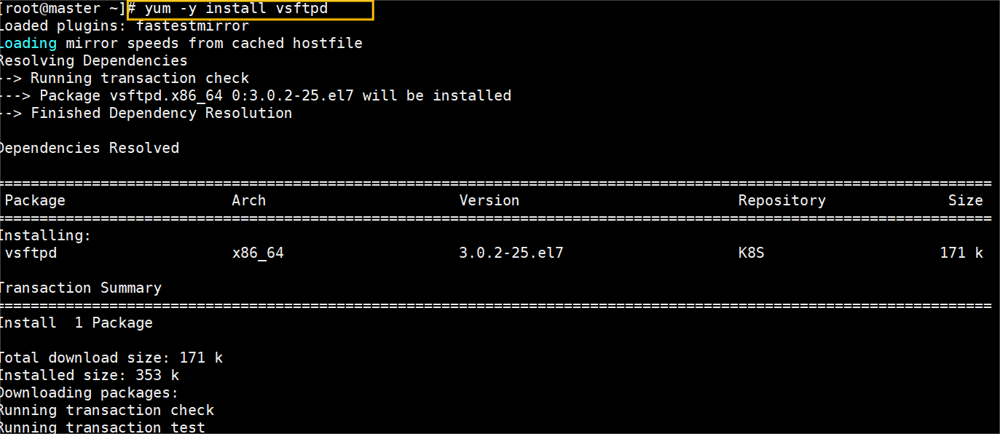 [root@master ~]# yum -y install vsftpd
Loaded plugins: fastestmirror
Loading mirror speeds from cached hostfile
Resolving Dependencies
--> Running transaction check
---> Package vsftpd.x86_64 0:3.0.2-25.el7 will be installed
--> Finished Dependency Resolution
Dependencies Resolved
================================================================================
Package Arch Version Repository Size
================================================================================
Installing:
vsftpd x86_64 3.0.2-25.el7 K8S 171 k
Transaction Summary
================================================================================
Install  1 Package
Total download size: 171 k
Installed size: 353 k
Downloading packages:
Running transaction check
Running transaction test